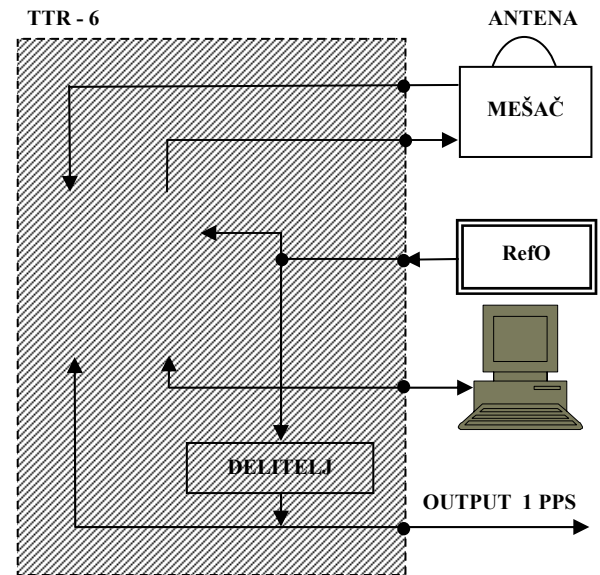 TTR - 6
ANTENA
MEŠAČ
RefO
DELITELJ
OUTPUT 1 PPS